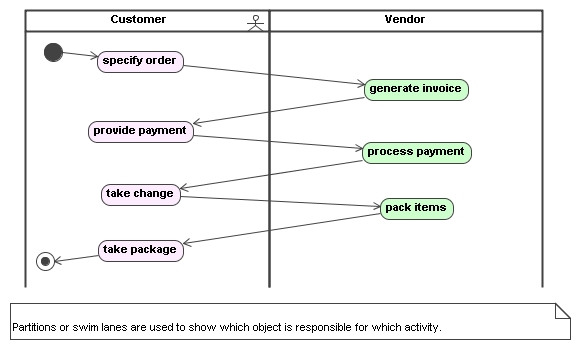 Customer
Vendor
specify order
generate invoice
provide payment
process payment
take change
pack items
take package
Partitions or swim lanes are used to show which object is responsible for which activity.